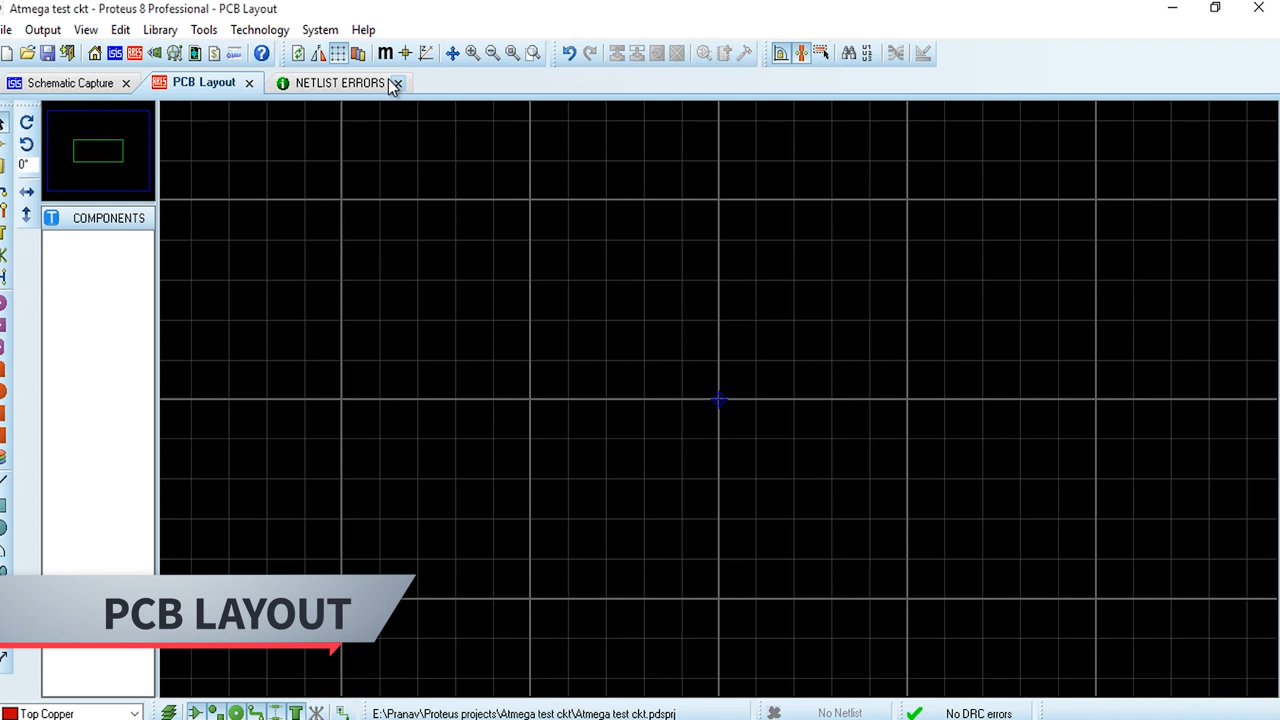 Atmega test ckt - Proteus 8 Professional - PCB Layout
ile Output View Edit Library Tools Technology System Help
Schematic Capture PCB Layout NETLIST ERRORS
0°
COMPONENTS
PCB LAYOUT
Top Copper E:\Pranav\Proteus projects\Atmega test ckt\Atmega test ckt.pdsprj No Netlist No DRC errors